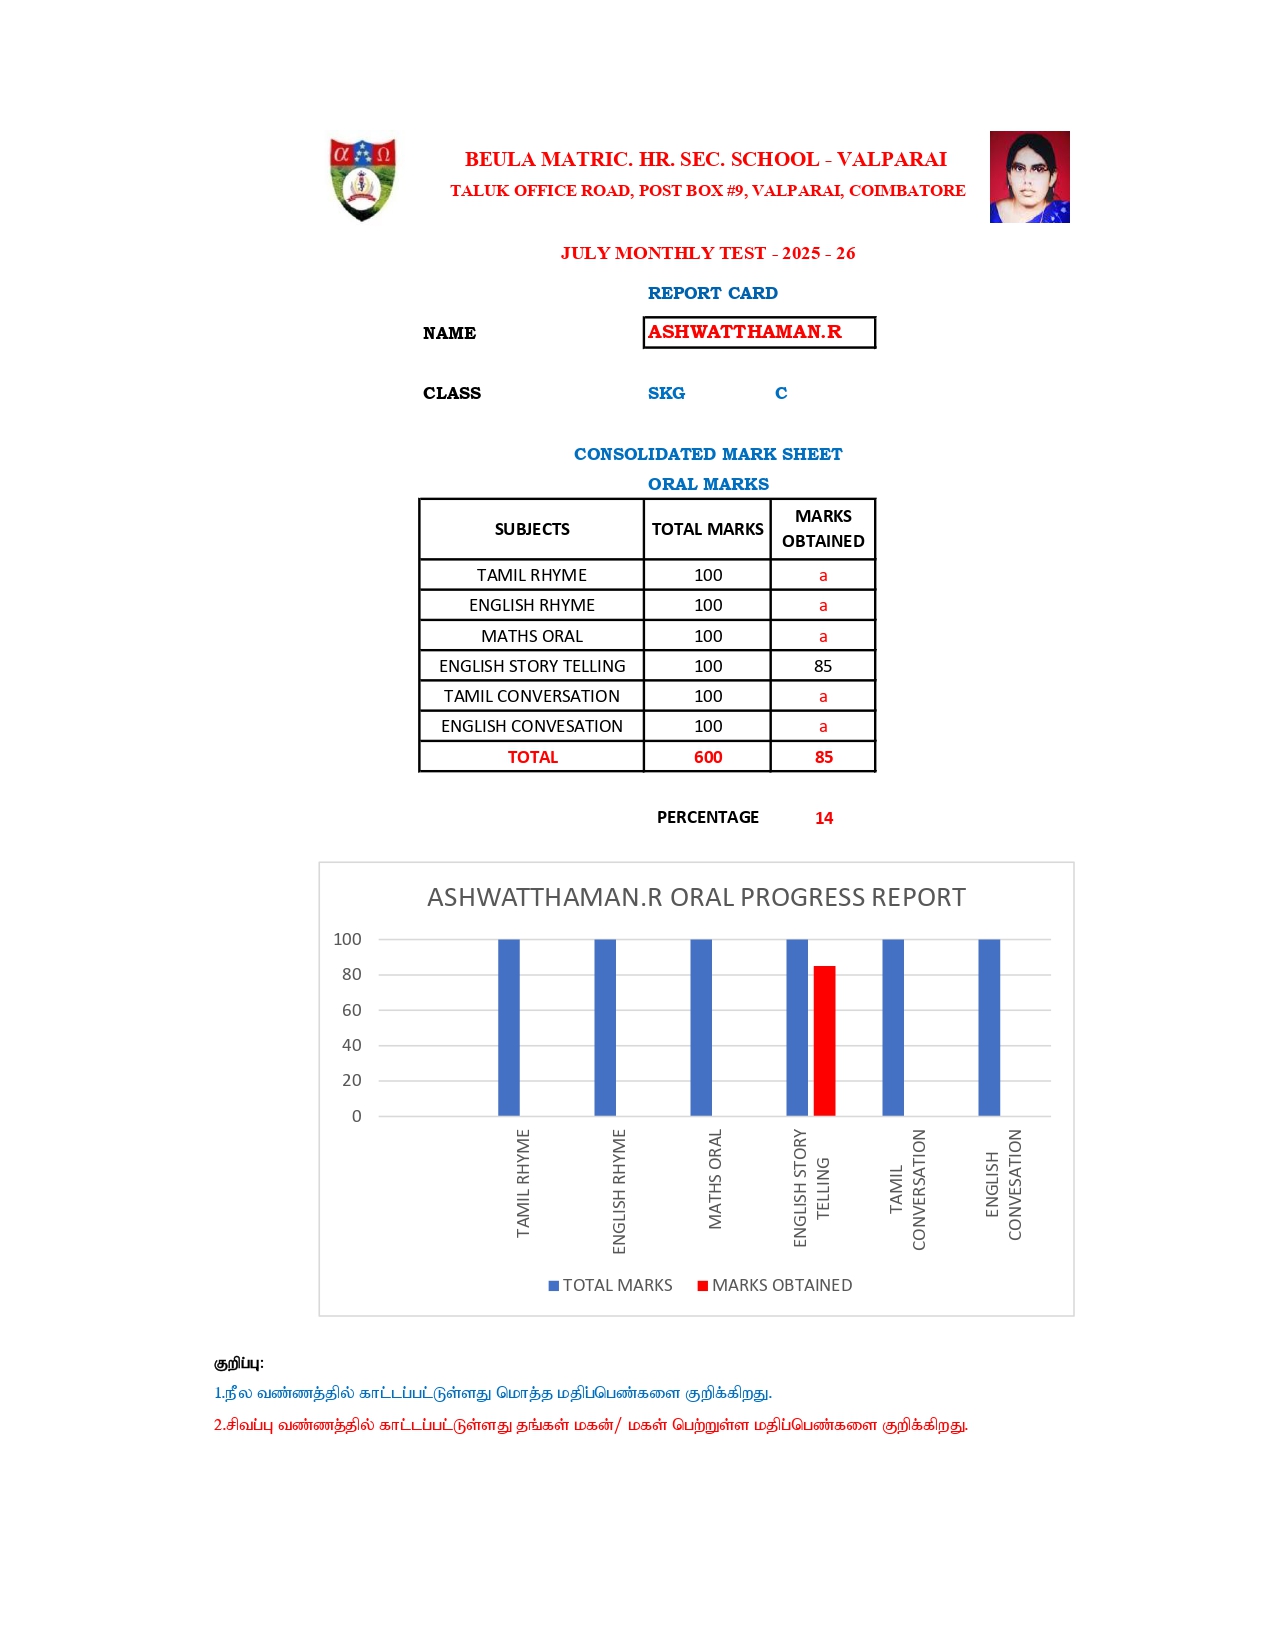 α Ω
BEULA MATRIC. HR. SEC. SCHOOL - VALPARAI
TALUK OFFICE ROAD, POST BOX #9, VALPARAI, COIMBATORE
JULY MONTHLY TEST - 2025 - 26
REPORT CARD
NAME ASHWATTHAMAN.R
CLASS SKG C
CONSOLIDATED MARK SHEET
ORAL MARKS
SUBJECTS TOTAL MARKS MARKS OBTAINED
TAMIL RHYME 100 a
ENGLISH RHYME 100 a
MATHS ORAL 100 a
ENGLISH STORY TELLING 100 85
TAMIL CONVERSATION 100 a
ENGLISH CONVESATION 100 a
TOTAL 600 85
PERCENTAGE 14
ASHWATTHAMAN.R ORAL PROGRESS REPORT
100
80
60
40
20
0
TAMIL RHYME
ENGLISH RHYME
MATHS ORAL
ENGLISH STORY TELLING
TAMIL CONVERSATION
ENGLISH CONVESATION
TOTAL MARKS MARKS OBTAINED
குறிப்பு:
1.நீல வண்ணத்தில் காட்டப்பட்டுள்ளது மொத்த மதிப்பெண்களை குறிக்கிறது.
2.சிவப்பு வண்ணத்தில் காட்டப்பட்டுள்ளது தங்கள் மகன்/ மகள் பெற்றுள்ள மதிப்பெண்களை குறிக்கிறது.